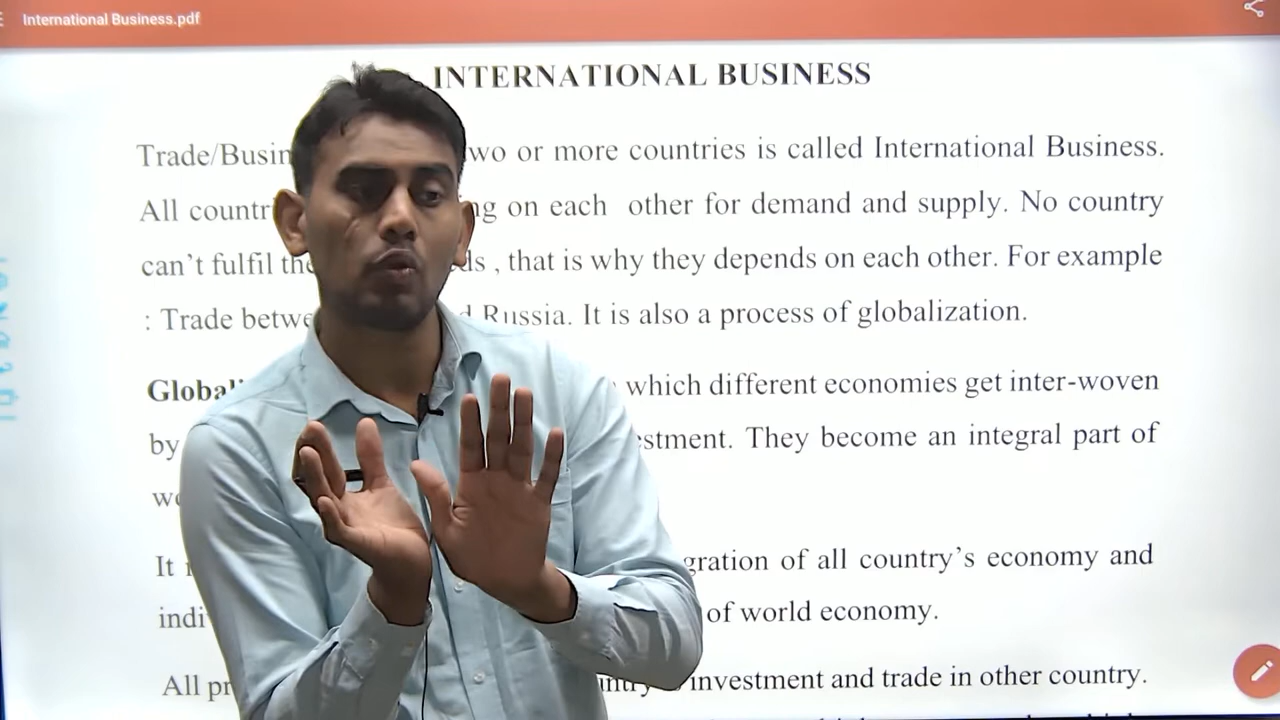 International Business.pdf
INTERNATIONAL BUSINESS
Trade/Busin wo or more countries is called International Business.
All countr ng on each other for demand and supply. No country
can't fulfil the ds , that is why they depends on each other. For example
: Trade betwe d Russia. It is also a process of globalization.
Global which different economies get inter-woven
by estment. They become an integral part of
It gration of all country's economy and
indi of world economy.
All pr investment and trade in other country.